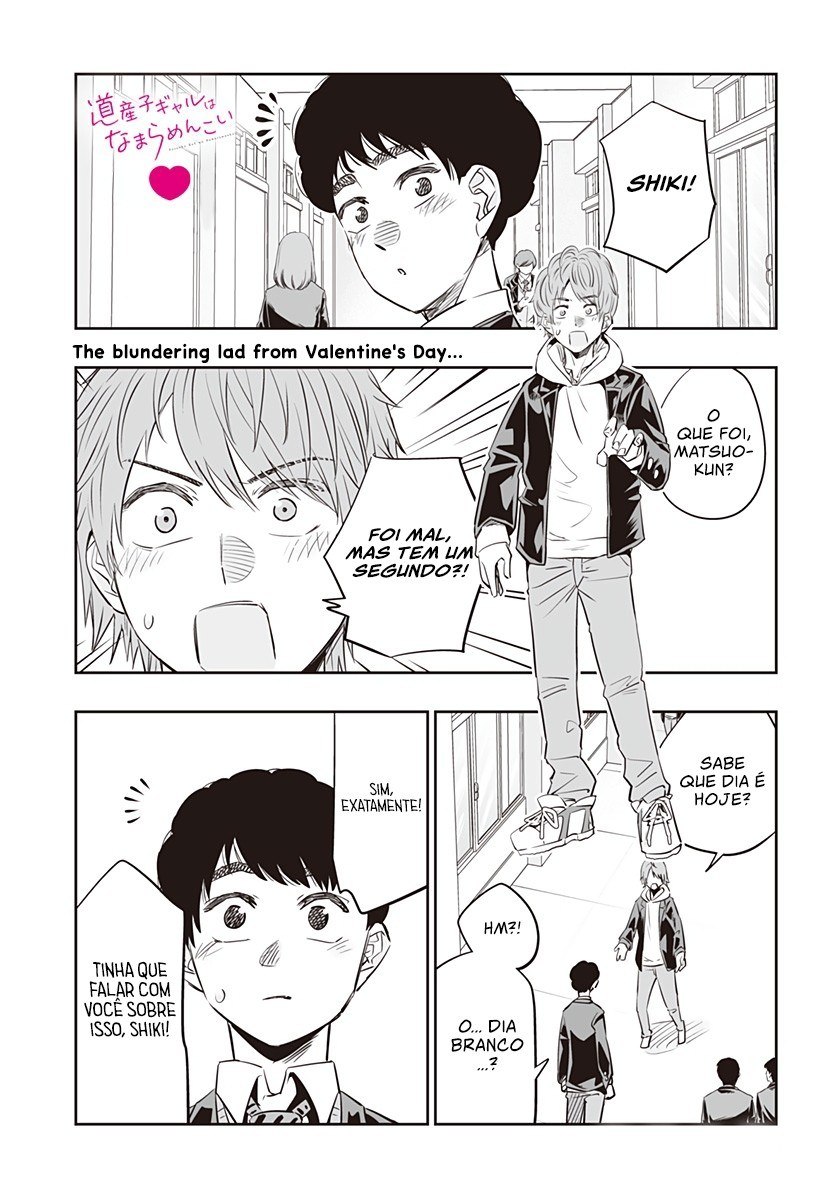 道産子ギャルは
なまらめんこい
SHIKI!
The blundering lad from Valentine's Day...
O
QUE FOI,
MATSUO-
KUN?
FOI MAL,
MAS TEM UM
SEGUNDO?!
SABE
QUE DIA É
HOJE?
HM?!
O... DIA
BRANCO
...?
SIM,
EXATAMENTE!
TINHA QUE
FALAR COM
VOCÊ SOBRE
ISSO, SHIKI!